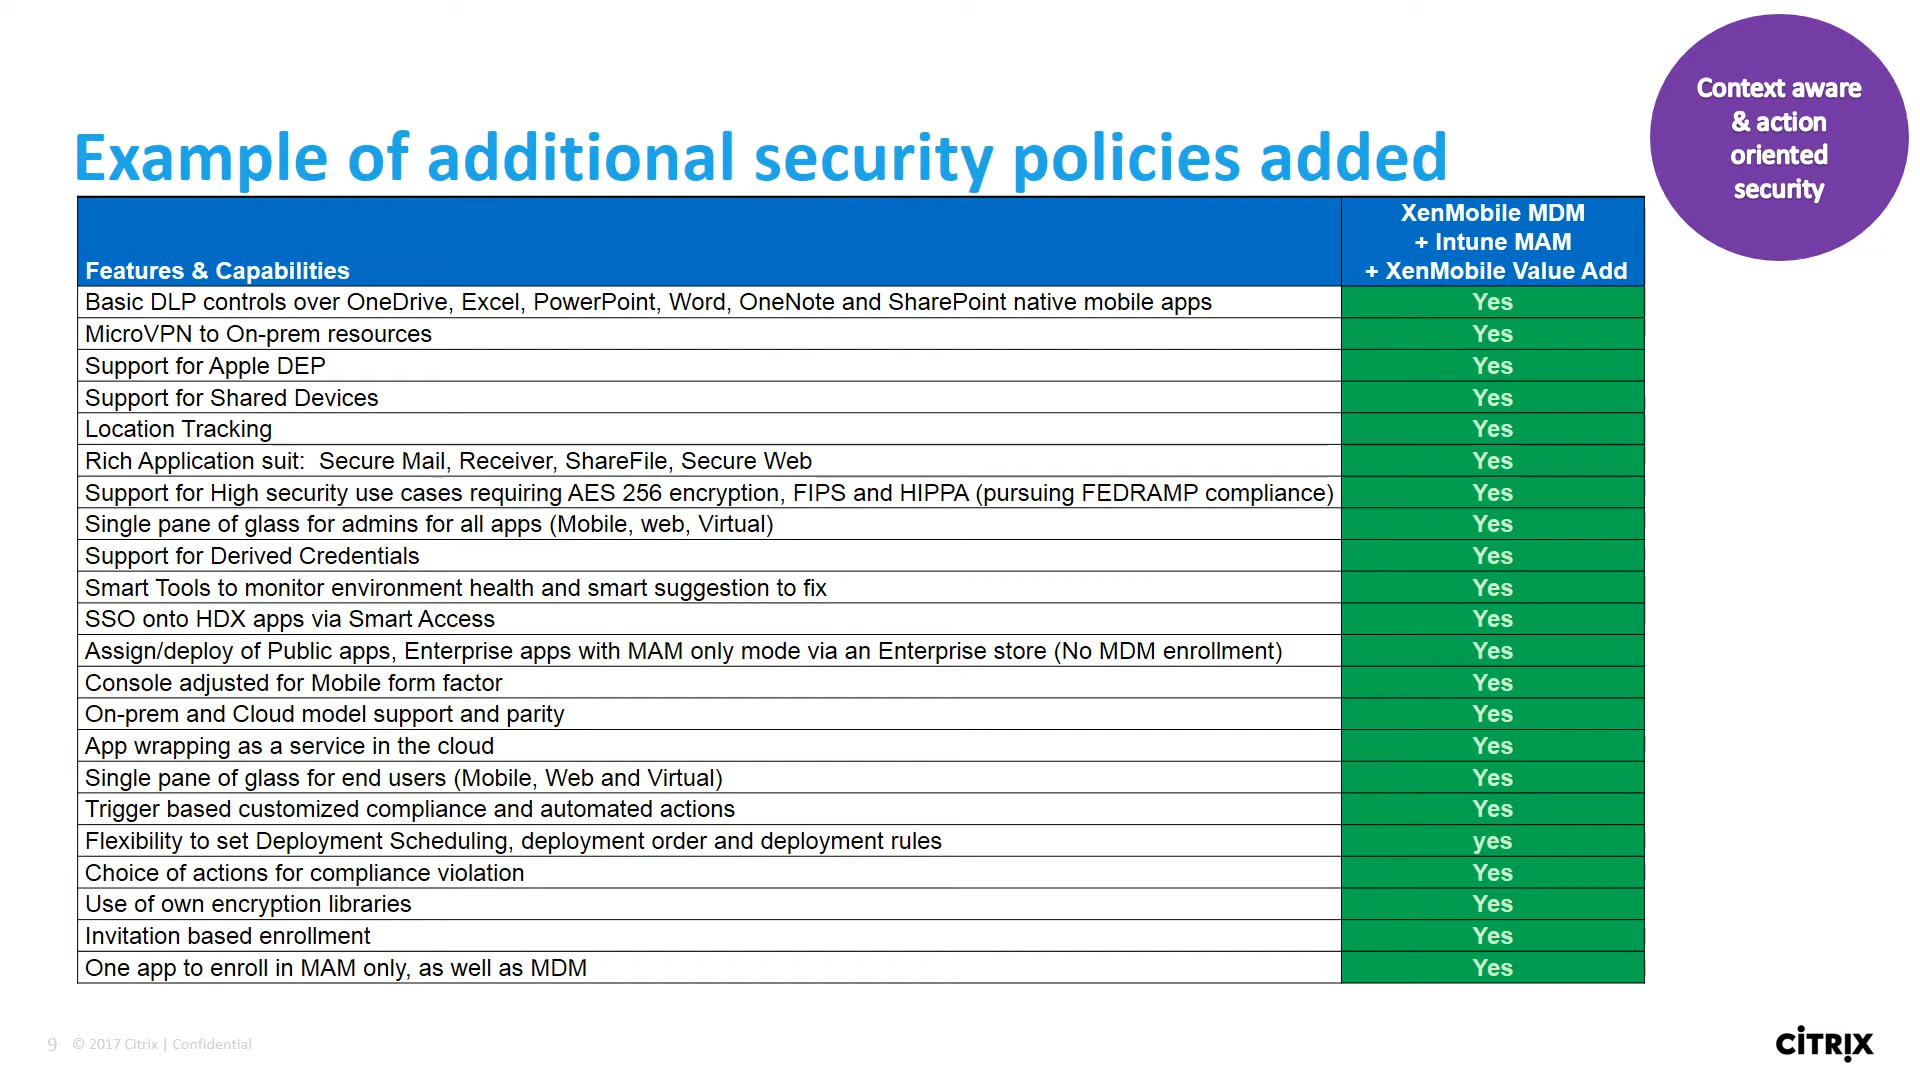 Context aware
& action
oriented
security
Example of additional security policies added
Features & Capabilities
XenMobile MDM
+ Intune MAM
+ XenMobile Value Add
Basic DLP controls over OneDrive, Excel, PowerPoint, Word, OneNote and SharePoint native mobile apps Yes
MicroVPN to On-prem resources Yes
Support for Apple DEP Yes
Support for Shared Devices Yes
Location Tracking Yes
Rich Application suit:  Secure Mail, Receiver, ShareFile, Secure Web Yes
Support for High security use cases requiring AES 256 encryption, FIPS and HIPPA (pursuing FEDRAMP compliance) Yes
Single pane of glass for admins for all apps (Mobile, web, Virtual) Yes
Support for Derived Credentials Yes
Smart Tools to monitor environment health and smart suggestion to fix Yes
SSO onto HDX apps via Smart Access Yes
Assign/deploy of Public apps, Enterprise apps with MAM only mode via an Enterprise store (No MDM enrollment) Yes
Console adjusted for Mobile form factor Yes
On-prem and Cloud model support and parity Yes
App wrapping as a service in the cloud Yes
Single pane of glass for end users (Mobile, Web and Virtual) Yes
Trigger based customized compliance and automated actions Yes
Flexibility to set Deployment Scheduling, deployment order and deployment rules yes
Choice of actions for compliance violation Yes
Use of own encryption libraries Yes
Invitation based enrollment Yes
One app to enroll in MAM only, as well as MDM Yes
9 © 2017 Citrix | Confidential
CiTRIX